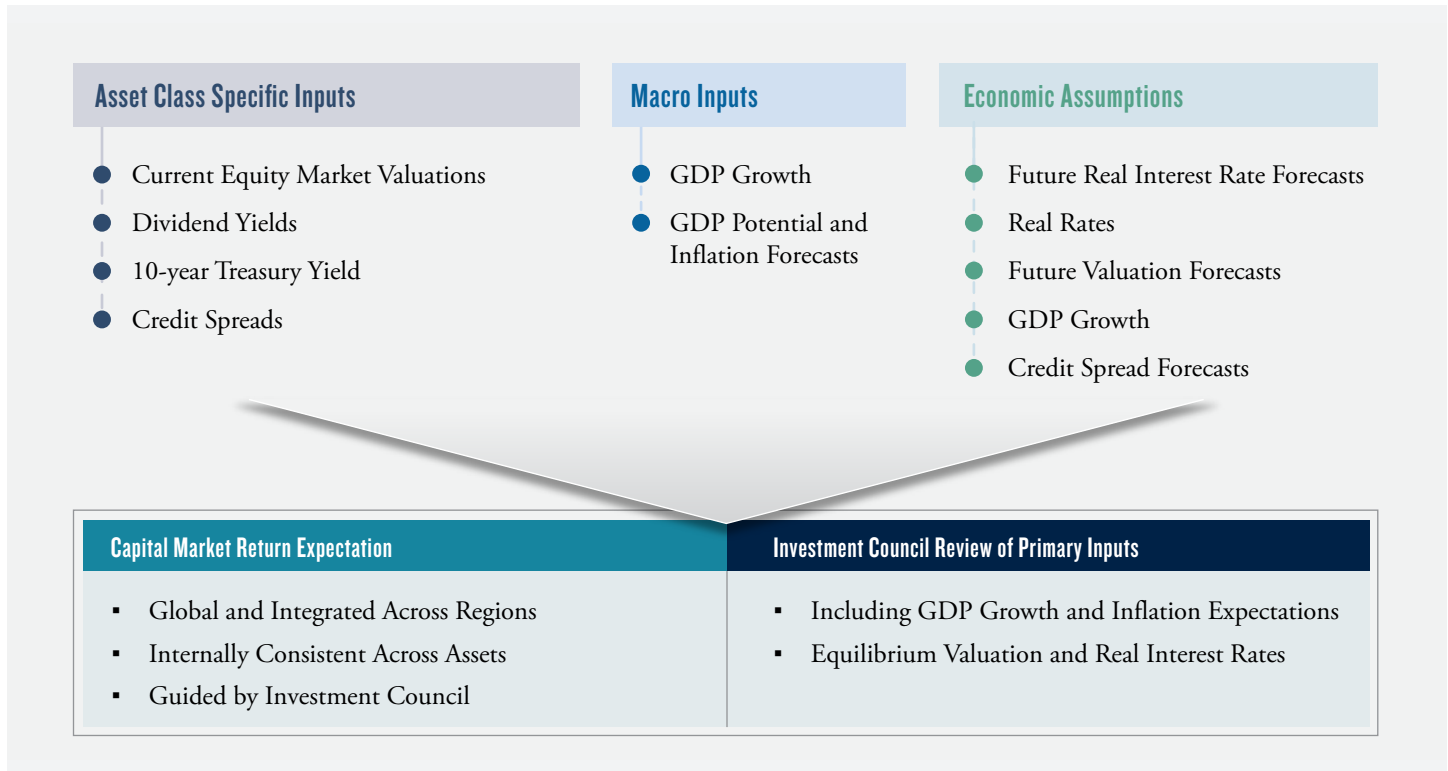 Asset Class Specific Inputs
Current Equity Market Valuations
Dividend Yields
10-year Treasury Yield
Credit Spreads
Macro Inputs
GDP Growth
GDP Potential and
Inflation Forecasts
Economic Assumptions
Future Real Interest Rate Forecasts
Real Rates
Future Valuation Forecasts
GDP Growth
Credit Spread Forecasts
Capital Market Return Expectation
▪ Global and Integrated Across Regions
▪ Internally Consistent Across Assets
▪ Guided by Investment Council
Investment Council Review of Primary Inputs
▪ Including GDP Growth and Inflation Expectations
▪ Equilibrium Valuation and Real Interest Rates